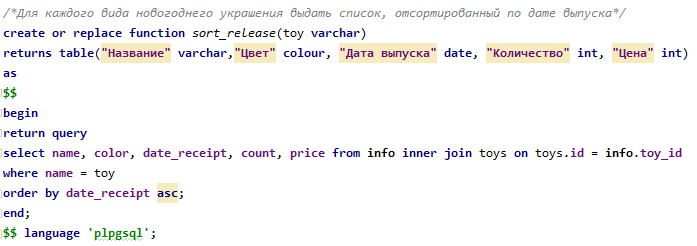 /*Для каждого вида новогоднего украшения выдать список, отсортированный по дате выпуска*/
create or replace function sort_release(toy varchar)
returns table("Название" varchar,"Цвет" colour, "Дата выпуска" date, "Количество" int, "Цена" int)
as
$$
begin
return query
select name, color, date_receipt, count, price from info inner join toys on toys.id = info.toy_id
where name = toy
order by date_receipt asc;
end;
$$ language 'plpgsql';